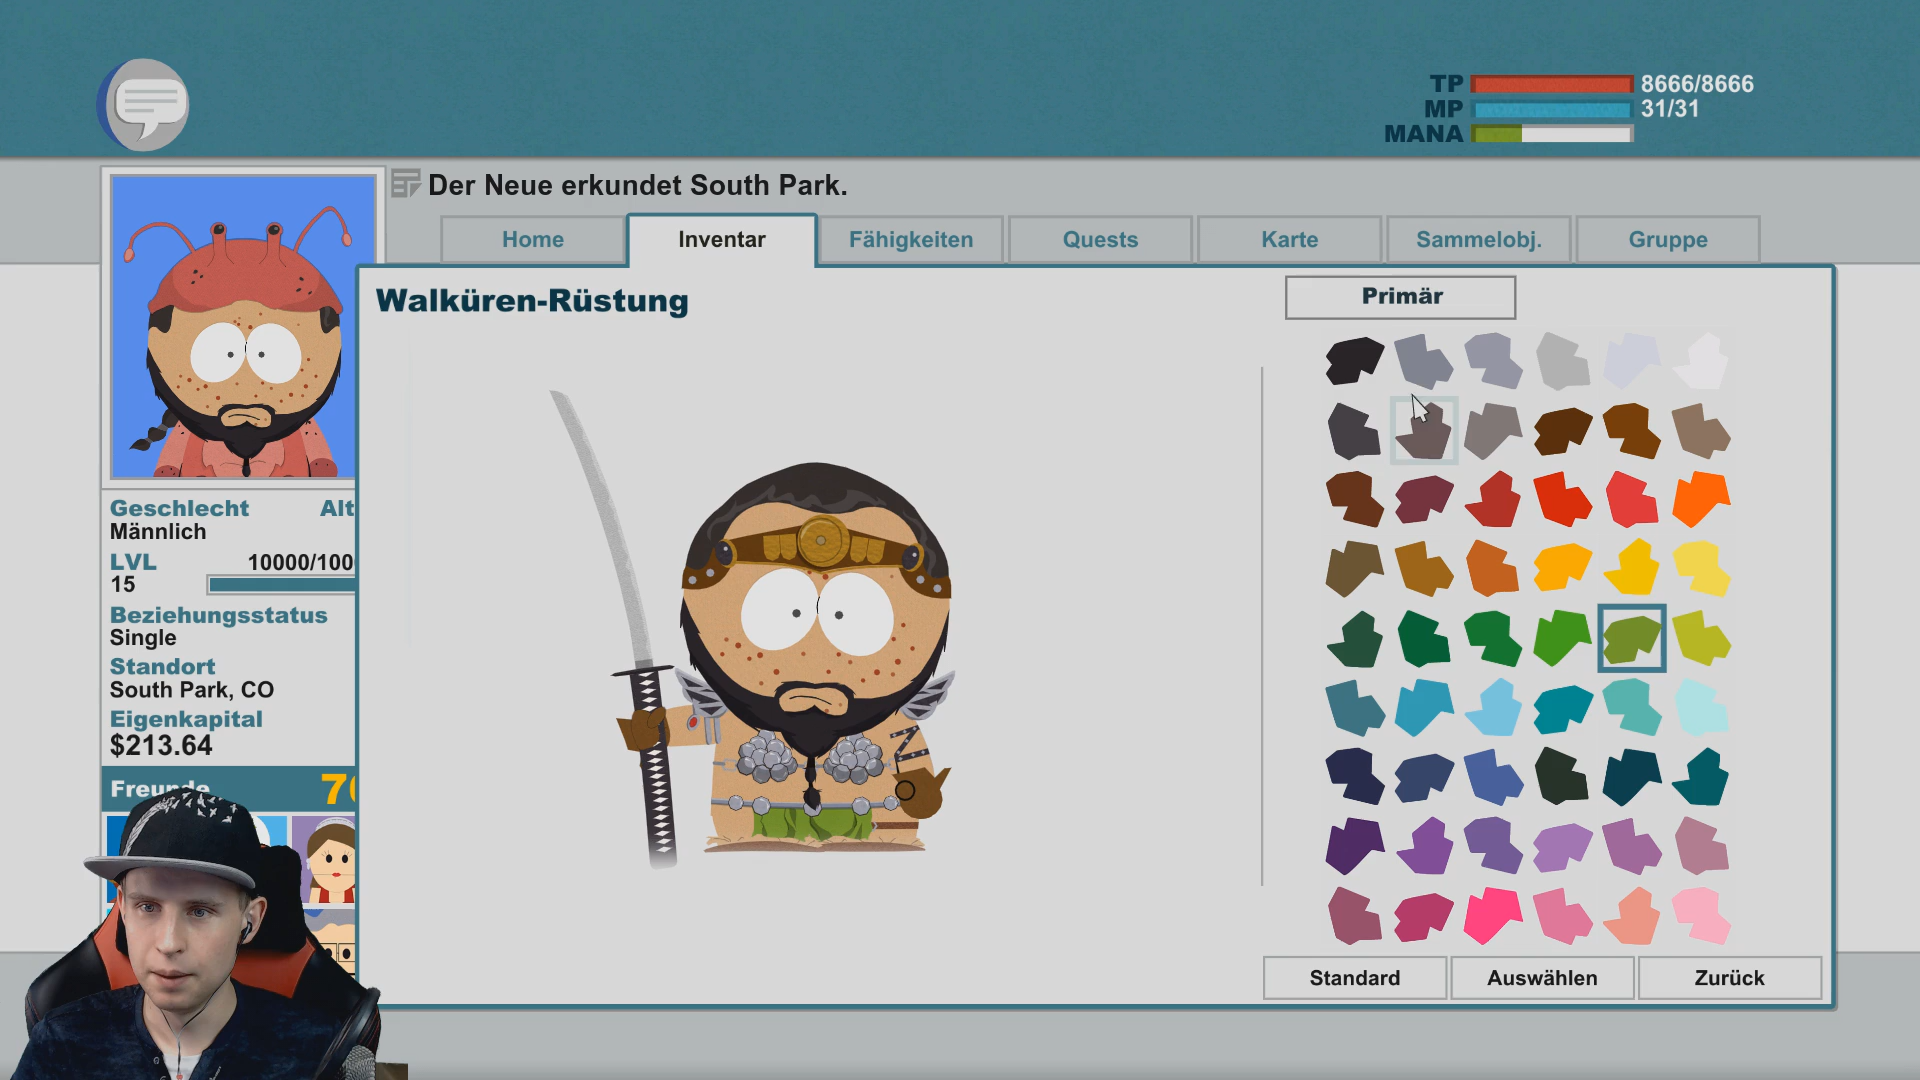 TP 8666/8666
MP 31/31
MANA
Der Neue erkundet South Park.
Home Inventar Fähigkeiten Quests Karte Sammelobj. Gruppe
Walküren-Rüstung
Primär
Geschlecht Alt
Männlich
LVL 10000/100
15
Beziehungsstatus
Single
Standort
South Park, CO
Eigenkapital
$213.64
Freunde
Standard Auswählen Zurück